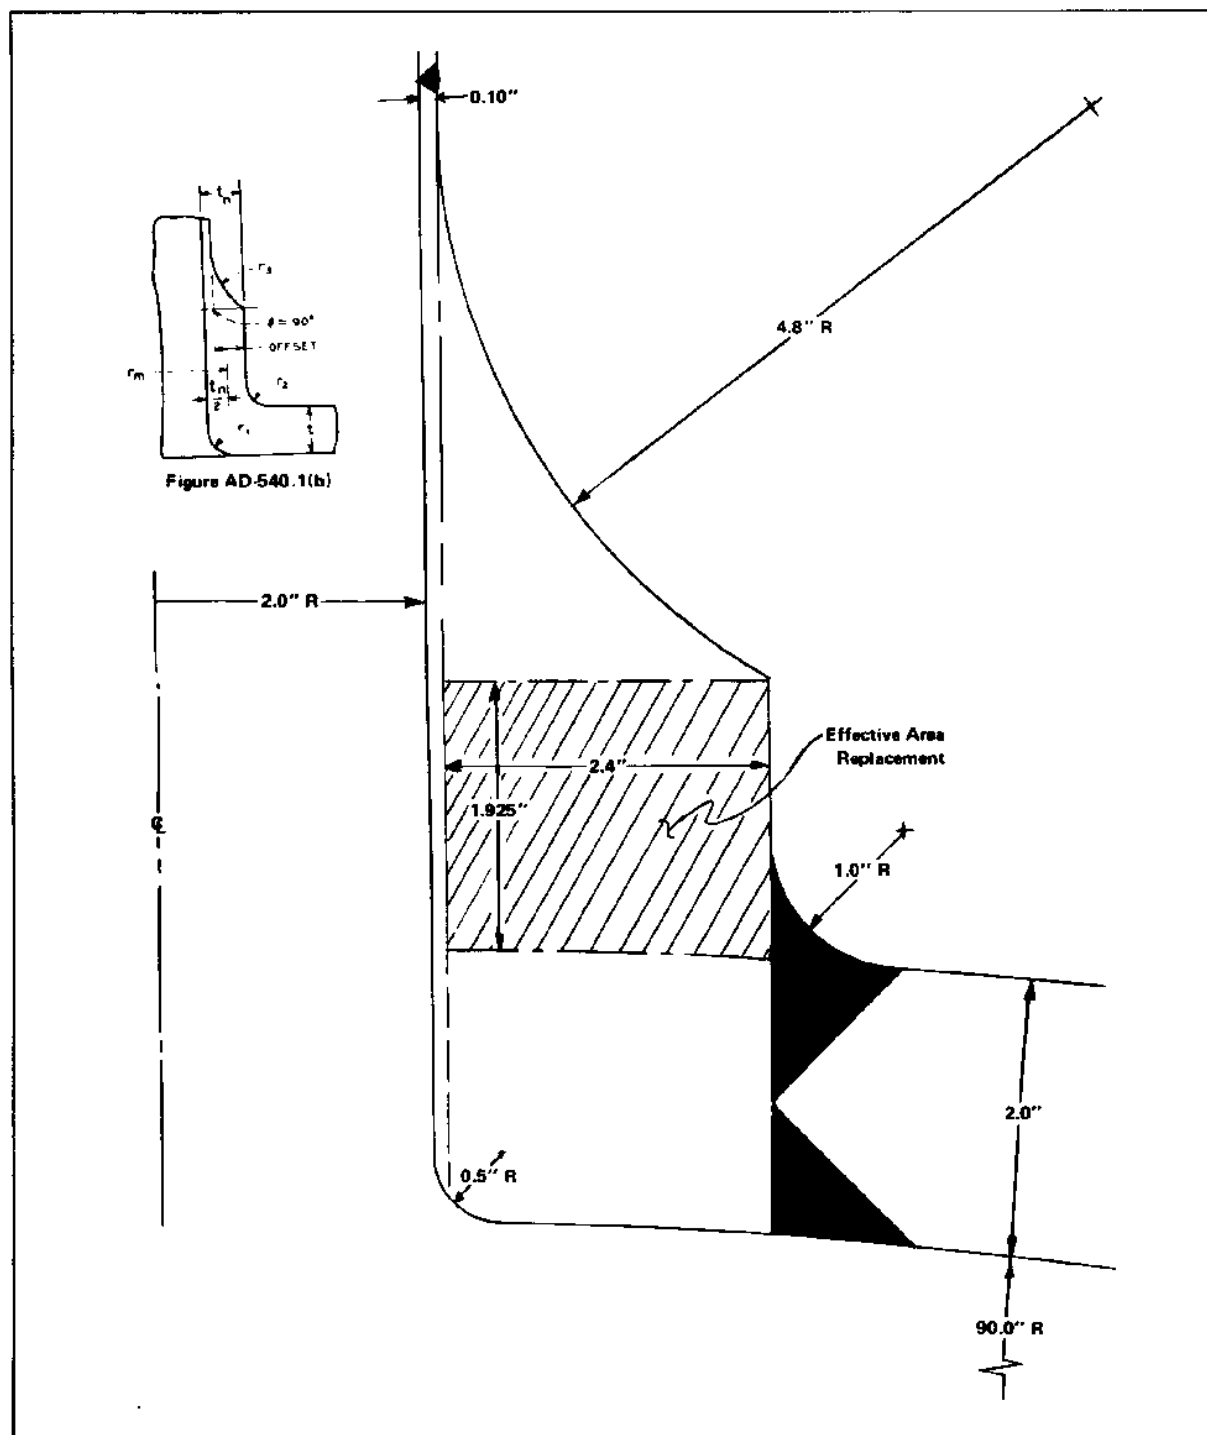 0.10"
tn
r3
ø = 90°
OFFSET
rm
tn
2
r2
t
r1
Figure AD-540.1(b)
4.8" R
2.0" R
Effective Area
Replacement
2.4"
1.925"
℄
1.0" R
2.0"
0.5" R
90.0" R